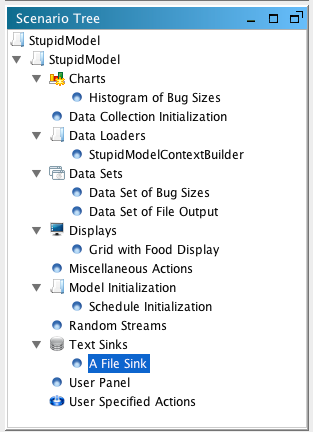 Scenario Tree
StupidModel
StupidModel
Charts
Histogram of Bug Sizes
Data Collection Initialization
Data Loaders
StupidModelContextBuilder
Data Sets
Data Set of Bug Sizes
Data Set of File Output
Displays
Grid with Food Display
Miscellaneous Actions
Model Initialization
Schedule Initialization
Random Streams
Text Sinks
A File Sink
User Panel
User Specified Actions